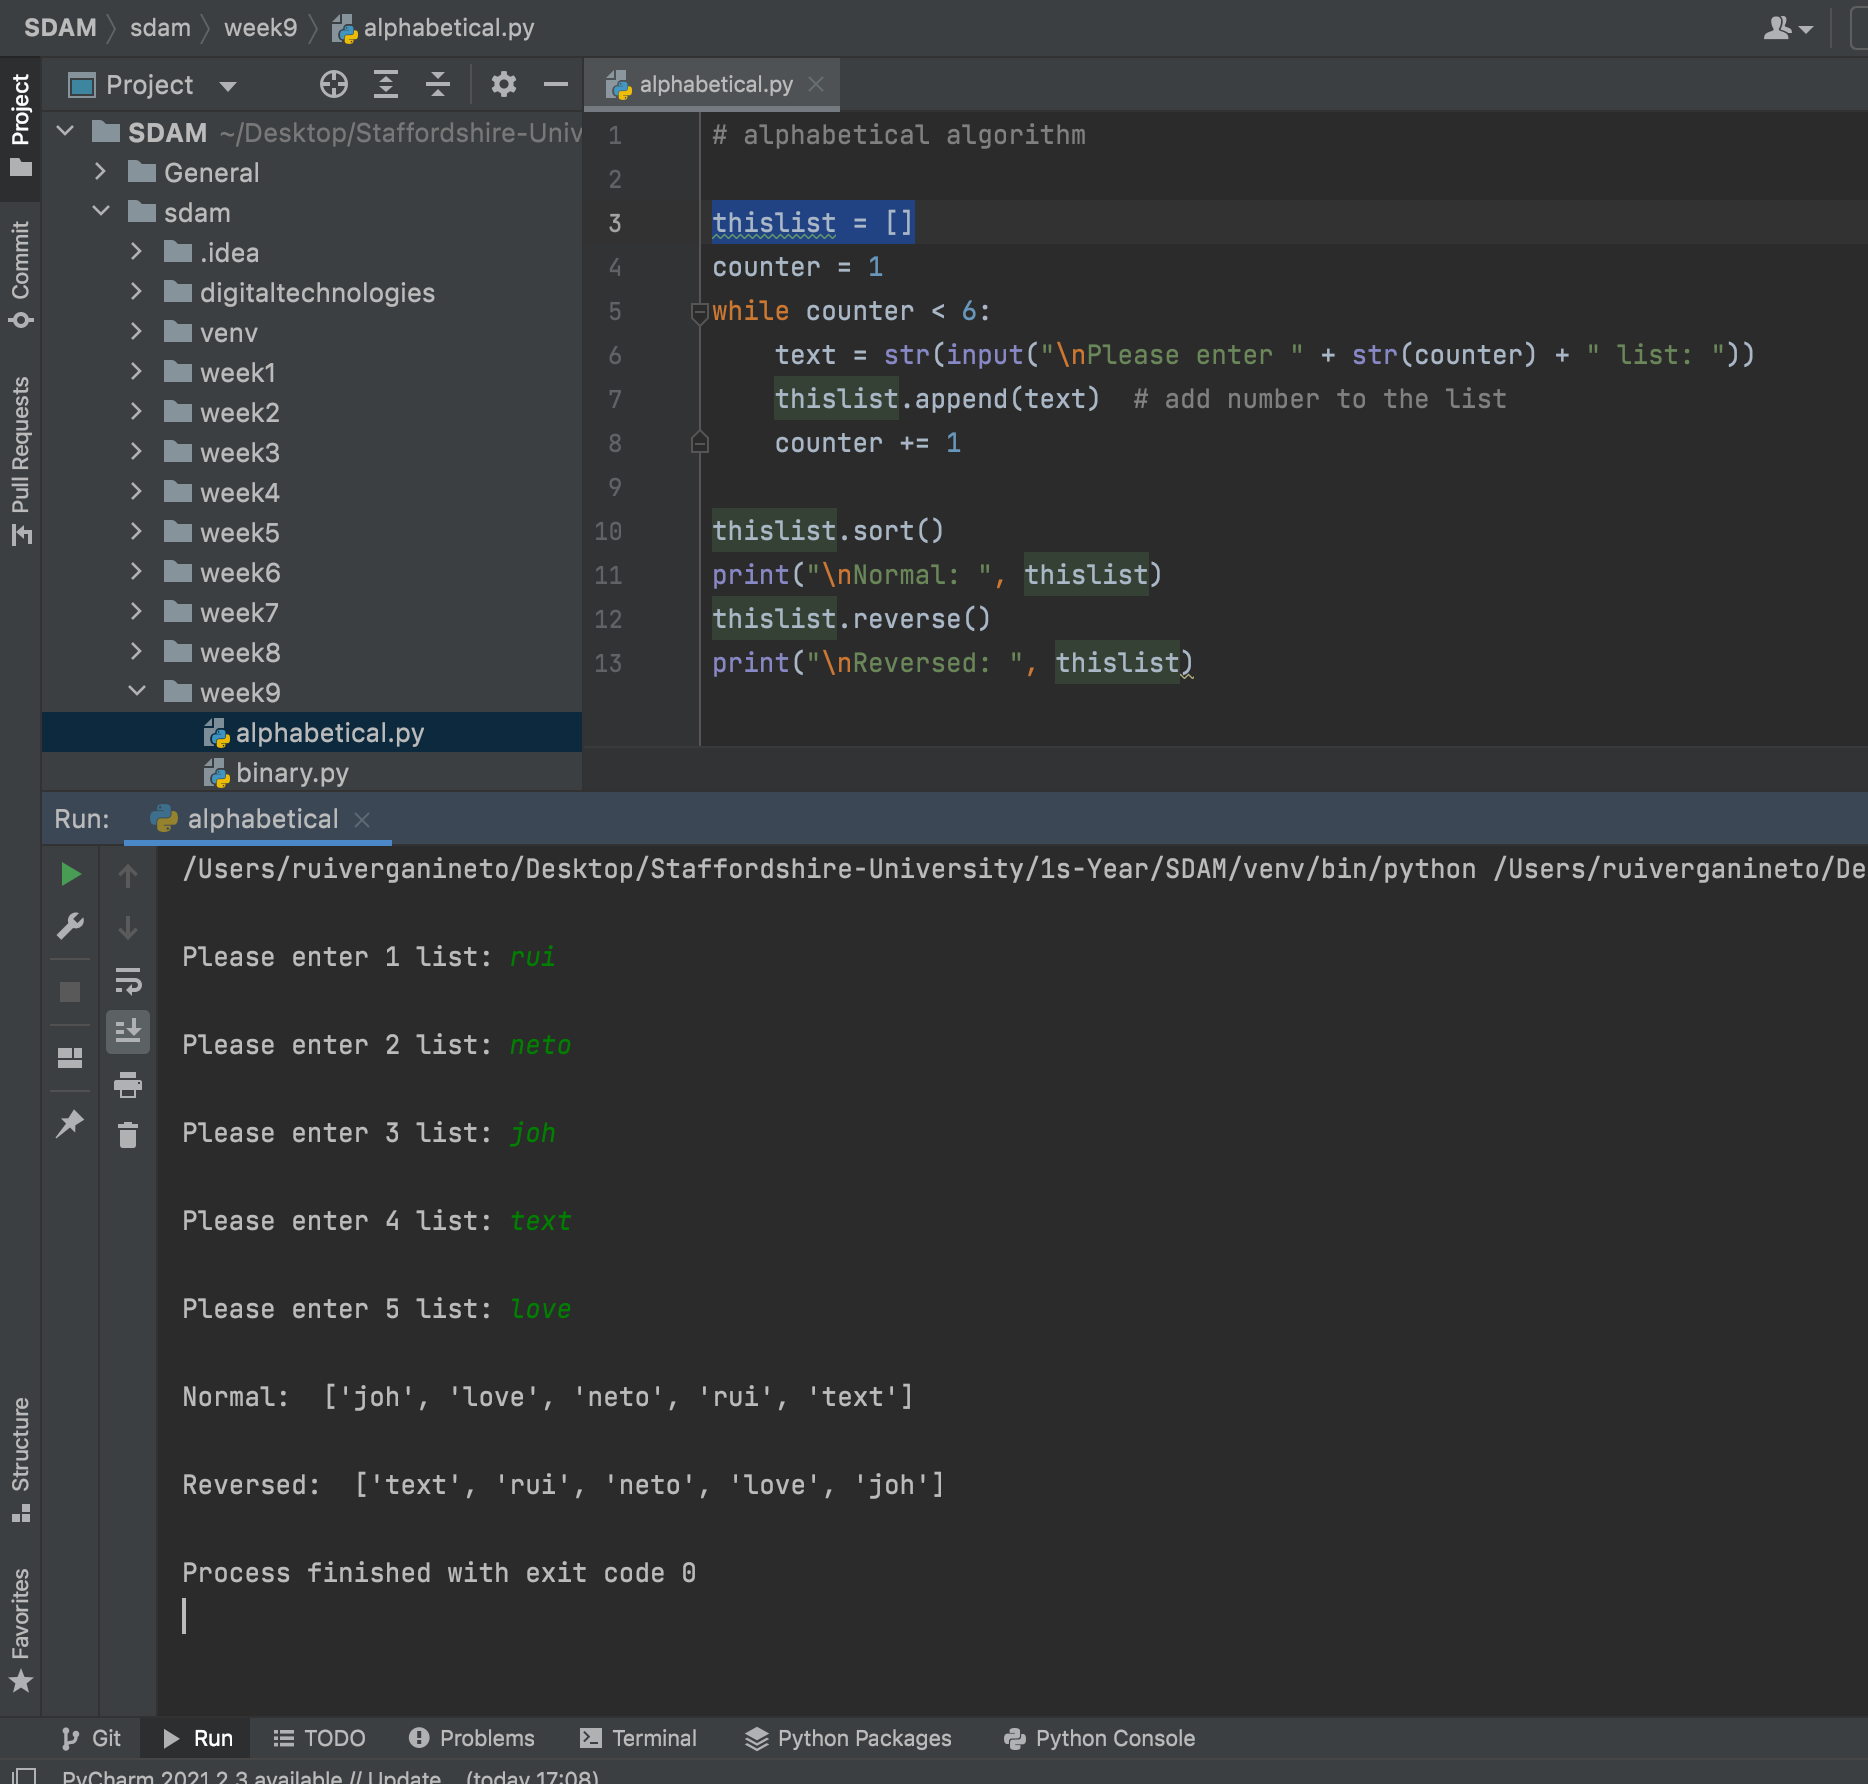 SDAM sdam week9 alphabetical.py
Project
alphabetical.py
Project
Commit
Pull Requests
Structure
Favorites
SDAM ~/Desktop/Staffordshire-Univ
General
sdam
.idea
digitaltechnologies
venv
week1
week2
week3
week4
week5
week6
week7
week8
week9
alphabetical.py
binary.py
1 # alphabetical algorithm
2
3 thislist = []
4 counter = 1
5 while counter < 6:
6 text = str(input("\nPlease enter " + str(counter) + " list: "))
7 thislist.append(text)  # add number to the list
8 counter += 1
9
10 thislist.sort()
11 print("\nNormal: ", thislist)
12 thislist.reverse()
13 print("\nReversed: ", thislist)
Run: alphabetical
/Users/ruiverganineto/Desktop/Staffordshire-University/1s-Year/SDAM/venv/bin/python /Users/ruiverganineto/De
Please enter 1 list: rui
Please enter 2 list: neto
Please enter 3 list: joh
Please enter 4 list: text
Please enter 5 list: love
Normal:  ['joh', 'love', 'neto', 'rui', 'text']
Reversed:  ['text', 'rui', 'neto', 'love', 'joh']
Process finished with exit code 0
Git Run TODO Problems Terminal Python Packages Python Console
PyCharm 2021.2.3 available // Update... (today 17:08)